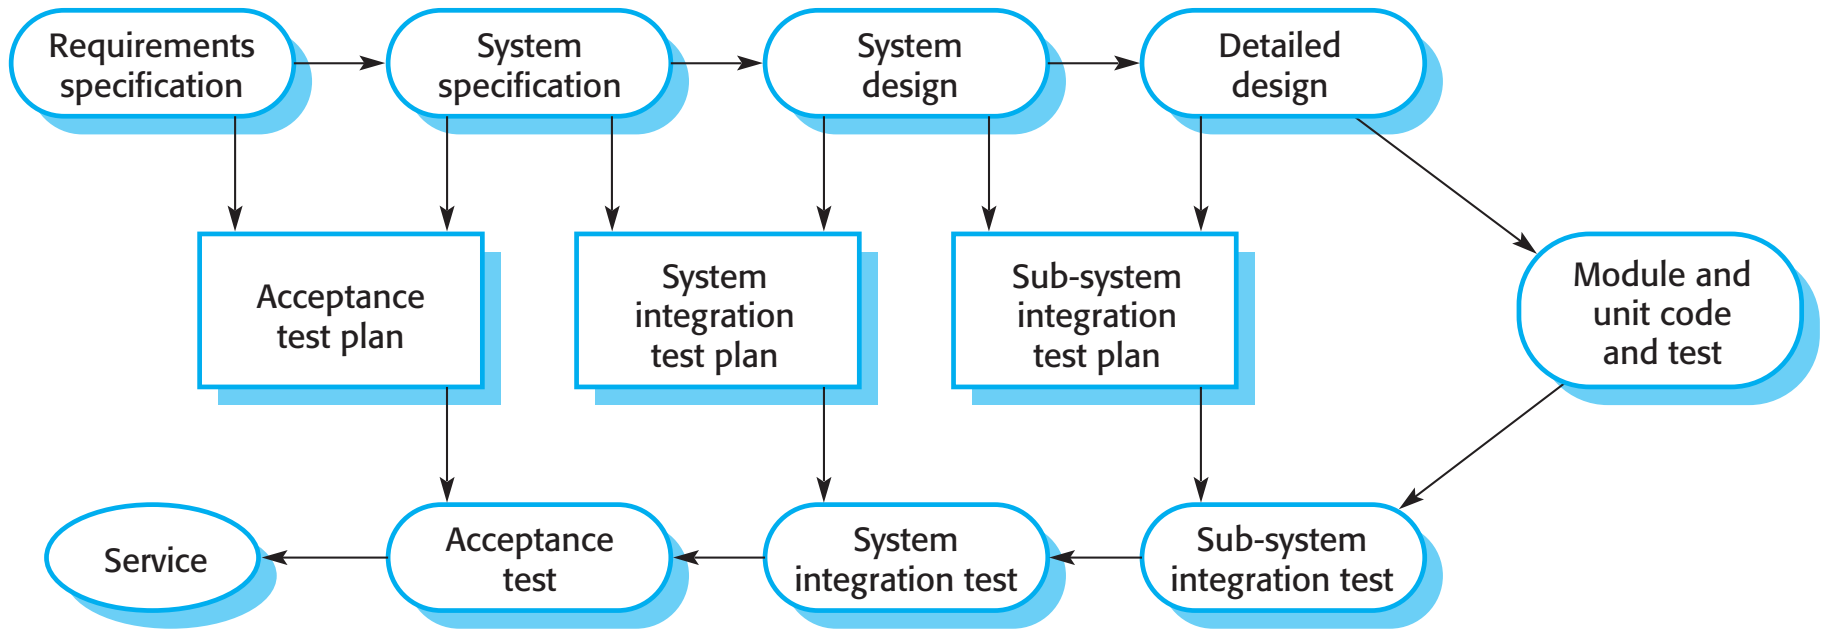 Requirements
specification
System
specification
System
design
Detailed
design
Acceptance
test plan
System
integration
test plan
Sub-system
integration
test plan
Module and
unit code
and test
Service
Acceptance
test
System
integration test
Sub-system
integration test